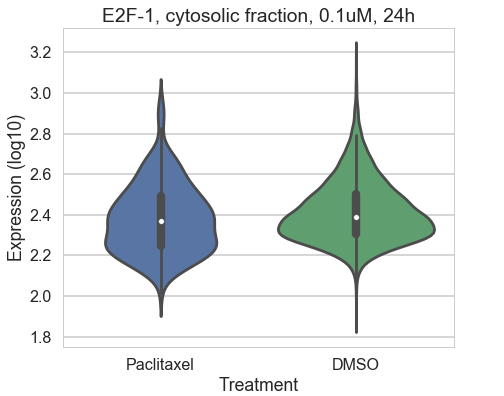 E2F-1, cytosolic fraction, 0.1uM, 24h
Expression (log10)
3.2
3.0
2.8
2.6
2.4
2.2
2.0
1.8
Paclitaxel
DMSO
Treatment